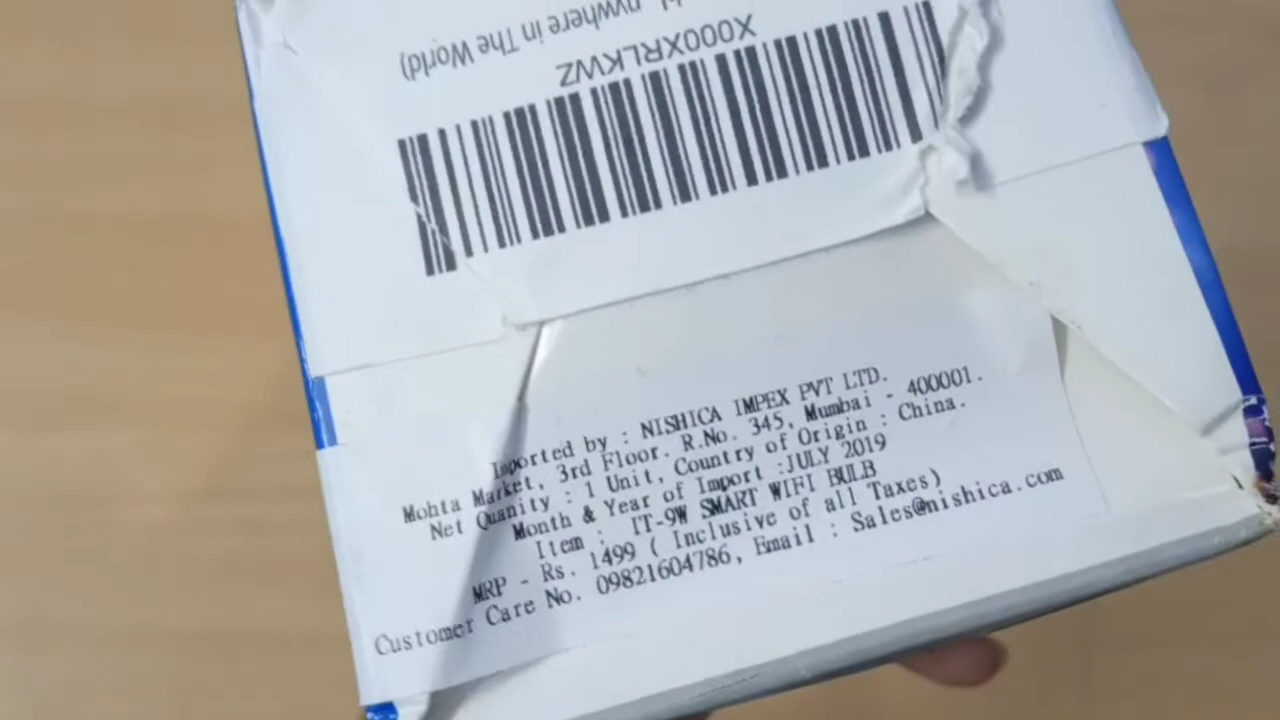 nywhere in The World)
X000XRLKWZ
Imported by : NISHICA IMPEX PVT LTD.
Mohta Market, 3rd Floor. R.No. 345, Mumbai - 400001.
Net Quanity : 1 Unit, Country of Origin : China.
Month & Year of Import :JULY 2019
Item : IT-9W SMART WIFI BULB
MRP - Rs. 1499 ( Inclusive of all Taxes)
Customer Care No. 09821604786, Email : Sales@nishica.com